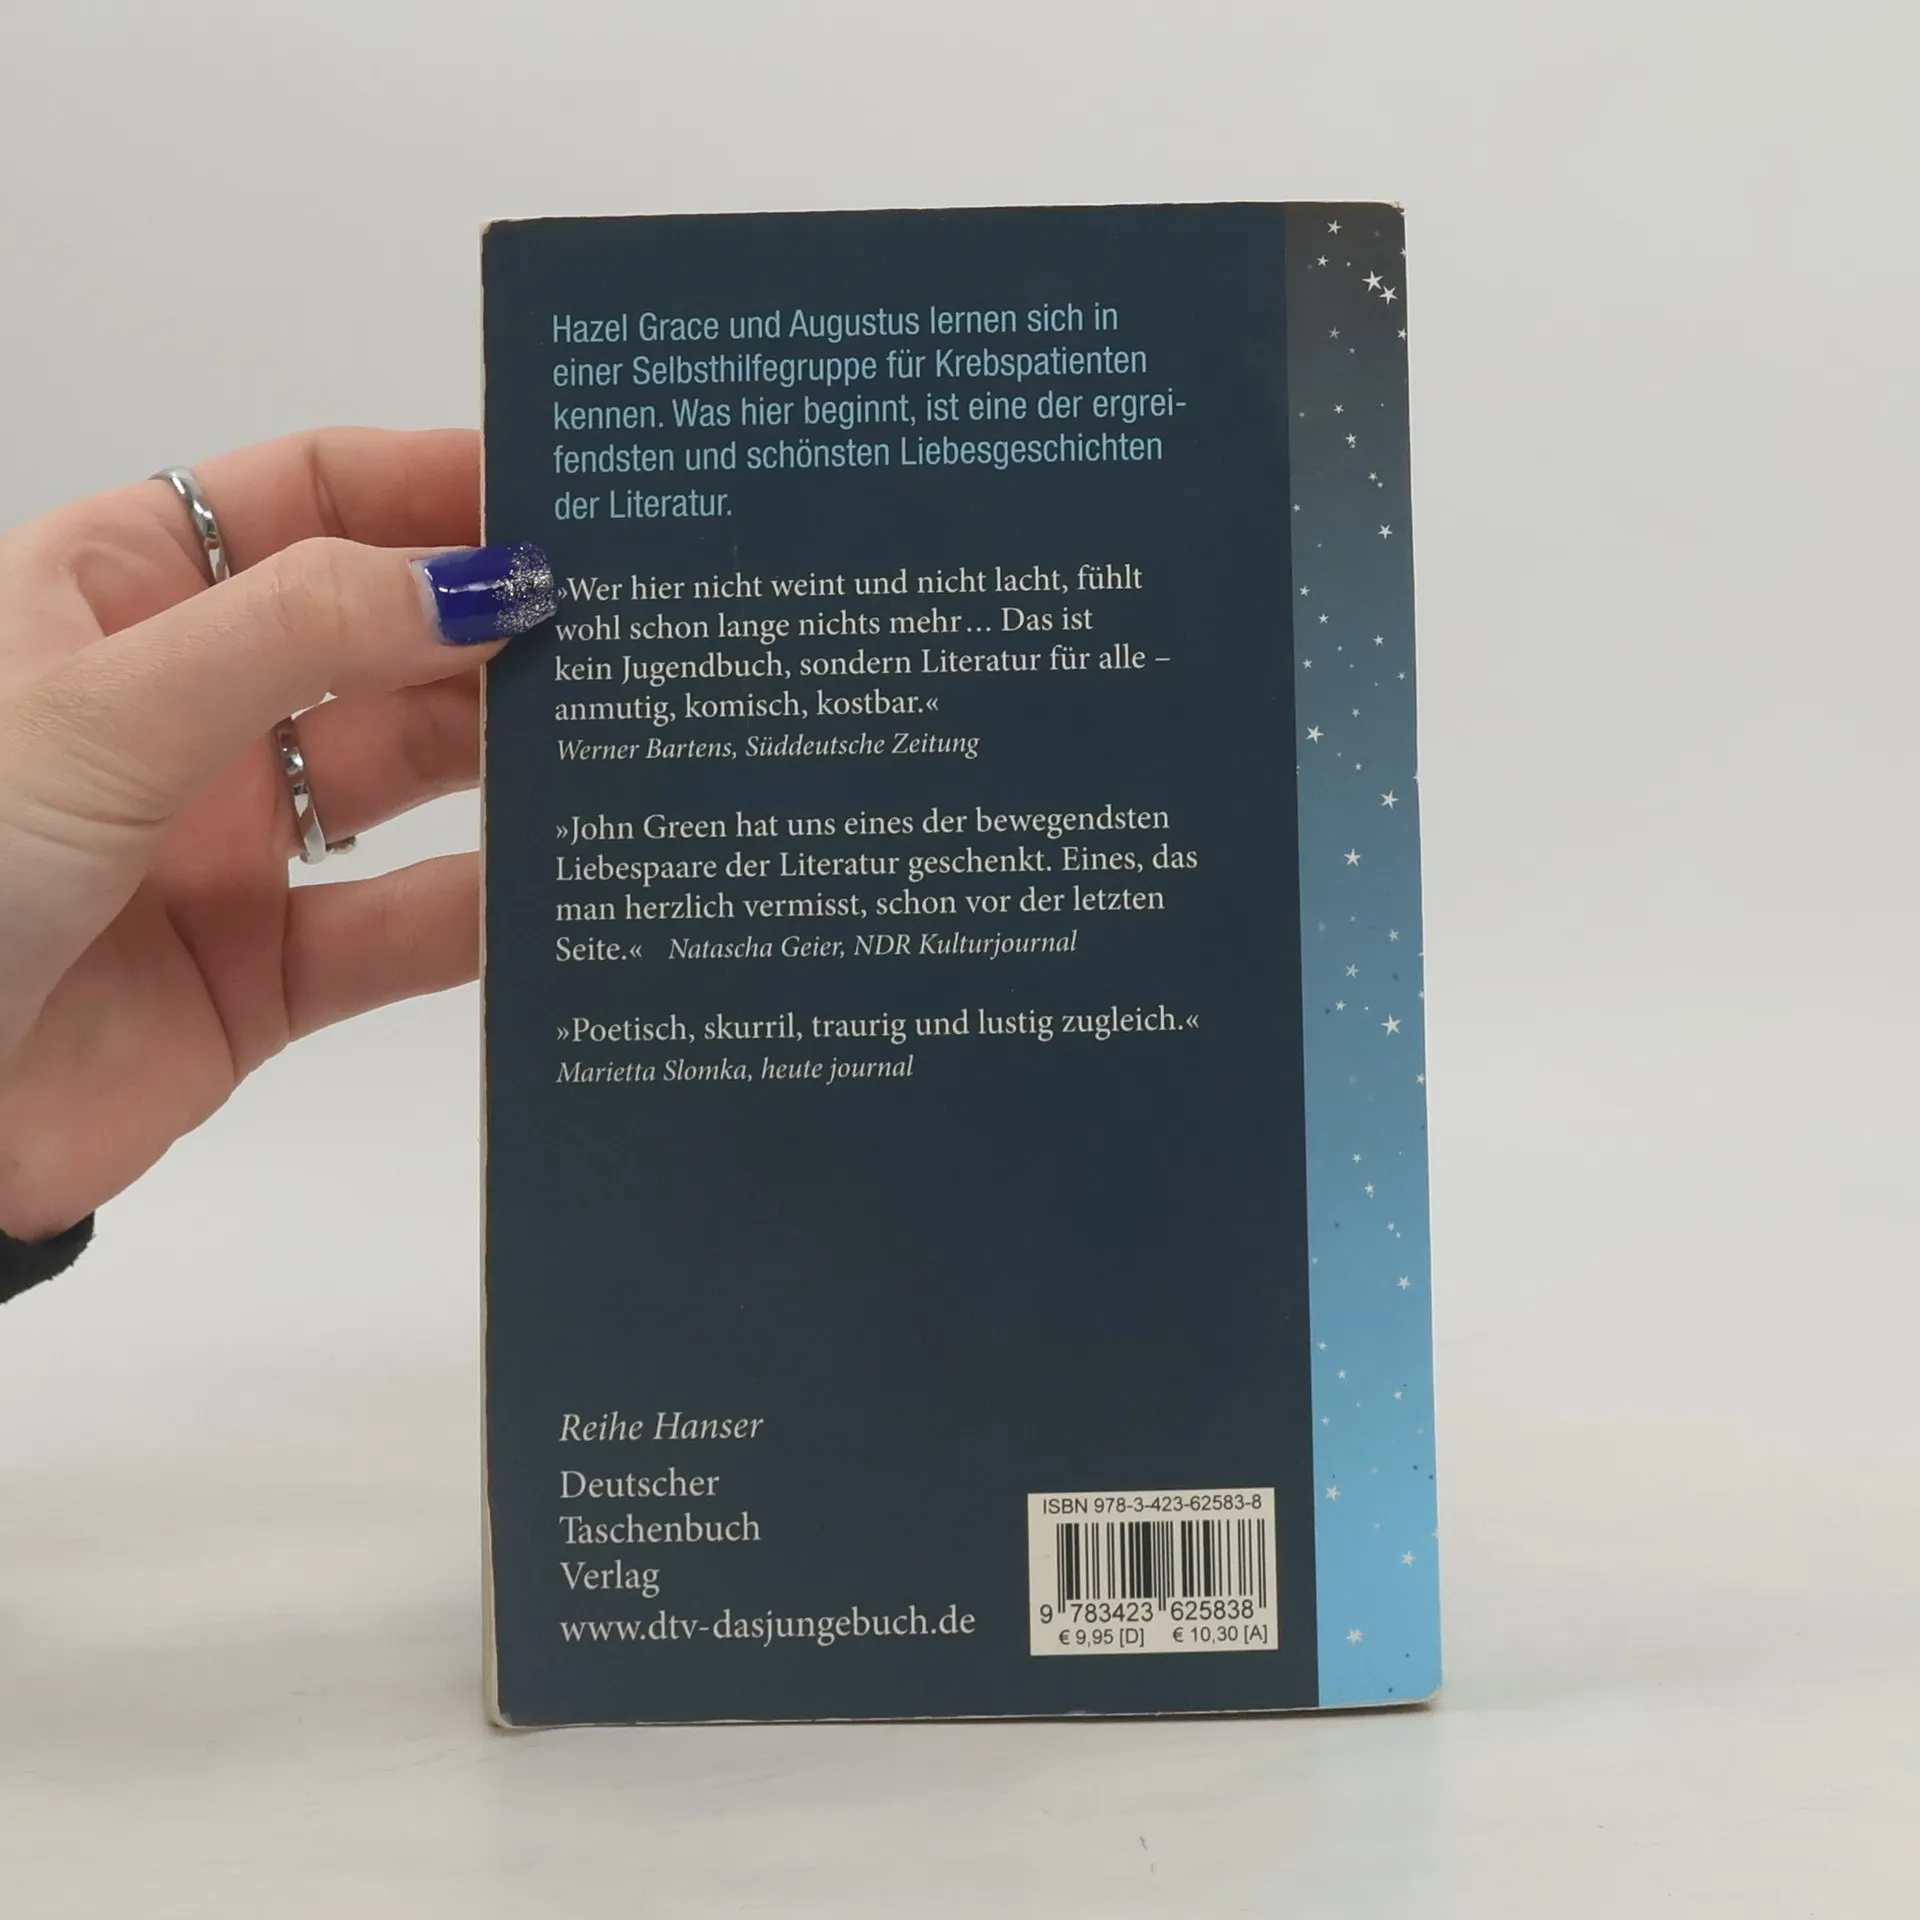 Hazel Grace und Augustus lernen sich in
einer Selbsthilfegruppe für Krebspatienten
kennen. Was hier beginnt, ist eine der ergrei-
fendsten und schönsten Liebesgeschichten
der Literatur.
»Wer hier nicht weint und nicht lacht, fühlt
wohl schon lange nichts mehr… Das ist
kein Jugendbuch, sondern Literatur für alle –
anmutig, komisch, kostbar.«
Werner Bartens, Süddeutsche Zeitung
»John Green hat uns eines der bewegendsten
Liebespaare der Literatur geschenkt. Eines, das
man herzlich vermisst, schon vor der letzten
Seite.« Natascha Geier, NDR Kulturjournal
»Poetisch, skurril, traurig und lustig zugleich.«
Marietta Slomka, heute journal
Reihe Hanser
Deutscher
Taschenbuch
Verlag
www.dtv-dasjungebuch.de
ISBN 978-3-423-62583-8
9 783423 625838
€ 9,95 [D] € 10,30 [A]